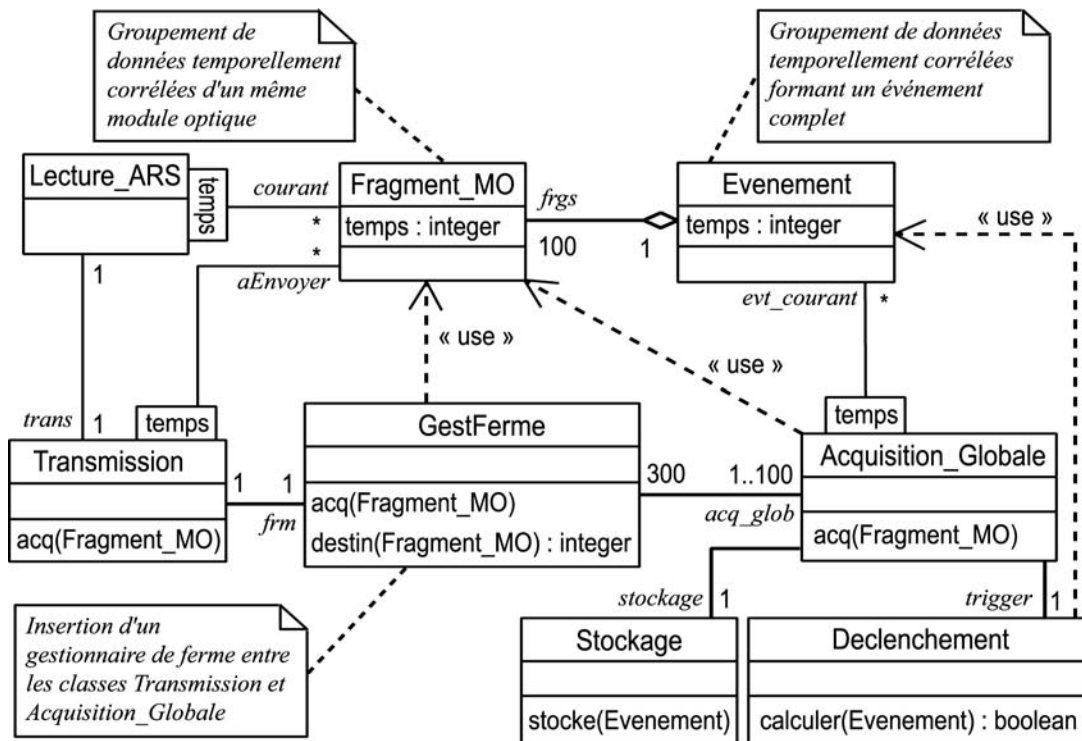 Groupement de
données temporellement
corrélées d'un même
module optique
Groupement de données
temporellement corrélées
formant un événement
complet
Lecture_ARS
temps
courant
*
*
aEnvoyer
Fragment_MO
temps : integer
frgs
100
1
Evenement
temps : integer
« use »
1
« use »
« use »
evt_courant
*
trans
1
temps
temps
Transmission
acq(Fragment_MO)
1
1
frm
GestFerme
acq(Fragment_MO)
destin(Fragment_MO) : integer
300
1..100
acq_glob
Acquisition_Globale
acq(Fragment_MO)
stockage
1
trigger
1
Insertion d'un
gestionnaire de ferme entre
les classes Transmission et
Acquisition_Globale
Stockage
stocke(Evenement)
Declenchement
calculer(Evenement) : boolean